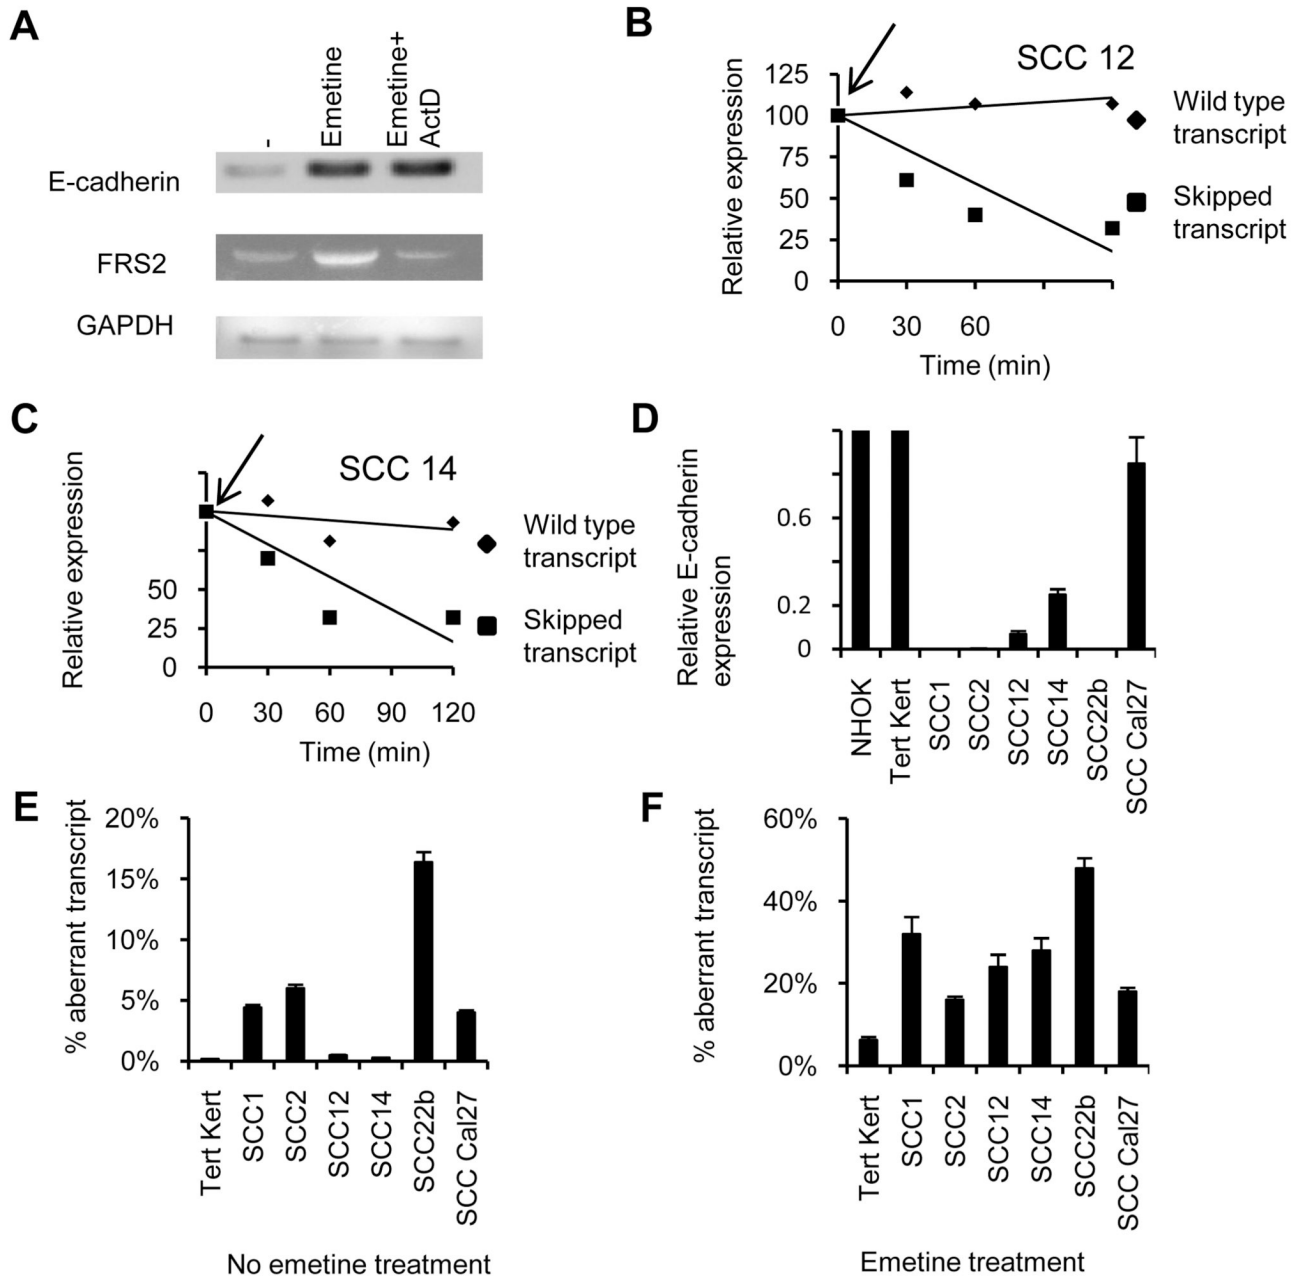 A
-
Emetine
Emetine+
ActD
E-cadherin
FRS2
GAPDH
B
SCC 12
Relative expression
125
100
75
50
25
0
0 30 60
Time (min)
Wild type
transcript
Skipped
transcript
C
SCC 14
Relative expression
50
25
0
0 30 60 90 120
Time (min)
Wild type
transcript
Skipped
transcript
D
Relative E-cadherin
expression
0.6
0.2
0
NHOK
Tert Kert
SCC1
SCC2
SCC12
SCC14
SCC22b
SCC Cal27
E
% aberrant transcript
20%
15%
10%
5%
0%
Tert Kert
SCC1
SCC2
SCC12
SCC14
SCC22b
SCC Cal27
No emetine treatment
F
% aberrant transcript
60%
40%
20%
0%
Tert Kert
SCC1
SCC2
SCC12
SCC14
SCC22b
SCC Cal27
Emetine treatment